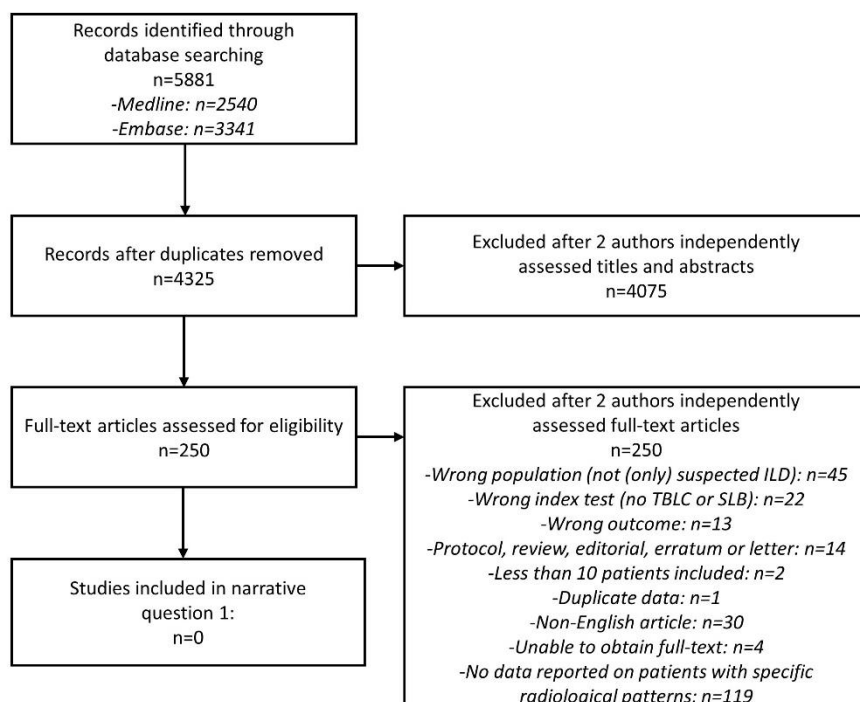 Records identified through
database searching
n=5881
-Medline: n=2540
-Embase: n=3341
Records after duplicates removed
n=4325
Excluded after 2 authors independently
assessed titles and abstracts
n=4075
Full-text articles assessed for eligibility
n=250
Excluded after 2 authors independently
assessed full-text articles
n=250
-Wrong population (not (only) suspected ILD): n=45
-Wrong index test (no TBLC or SLB): n=22
-Wrong outcome: n=13
-Protocol, review, editorial, erratum or letter: n=14
-Less than 10 patients included: n=2
-Duplicate data: n=1
-Non-English article: n=30
-Unable to obtain full-text: n=4
-No data reported on patients with specific
radiological patterns: n=119
Studies included in narrative
question 1:
n=0